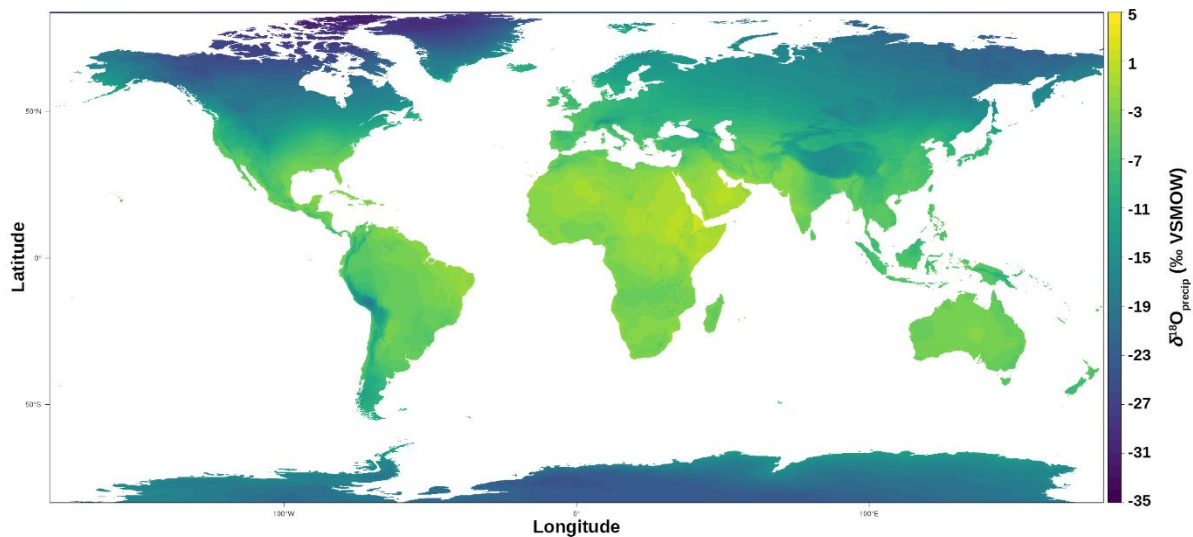 5
1
-3
-7
-11
-15
-19
-23
-27
-31
-35
δ¹⁸Oprecip (‰ VSMOW)
Latitude
50°N
0°
50°S
100°W
0°
100°E
Longitude